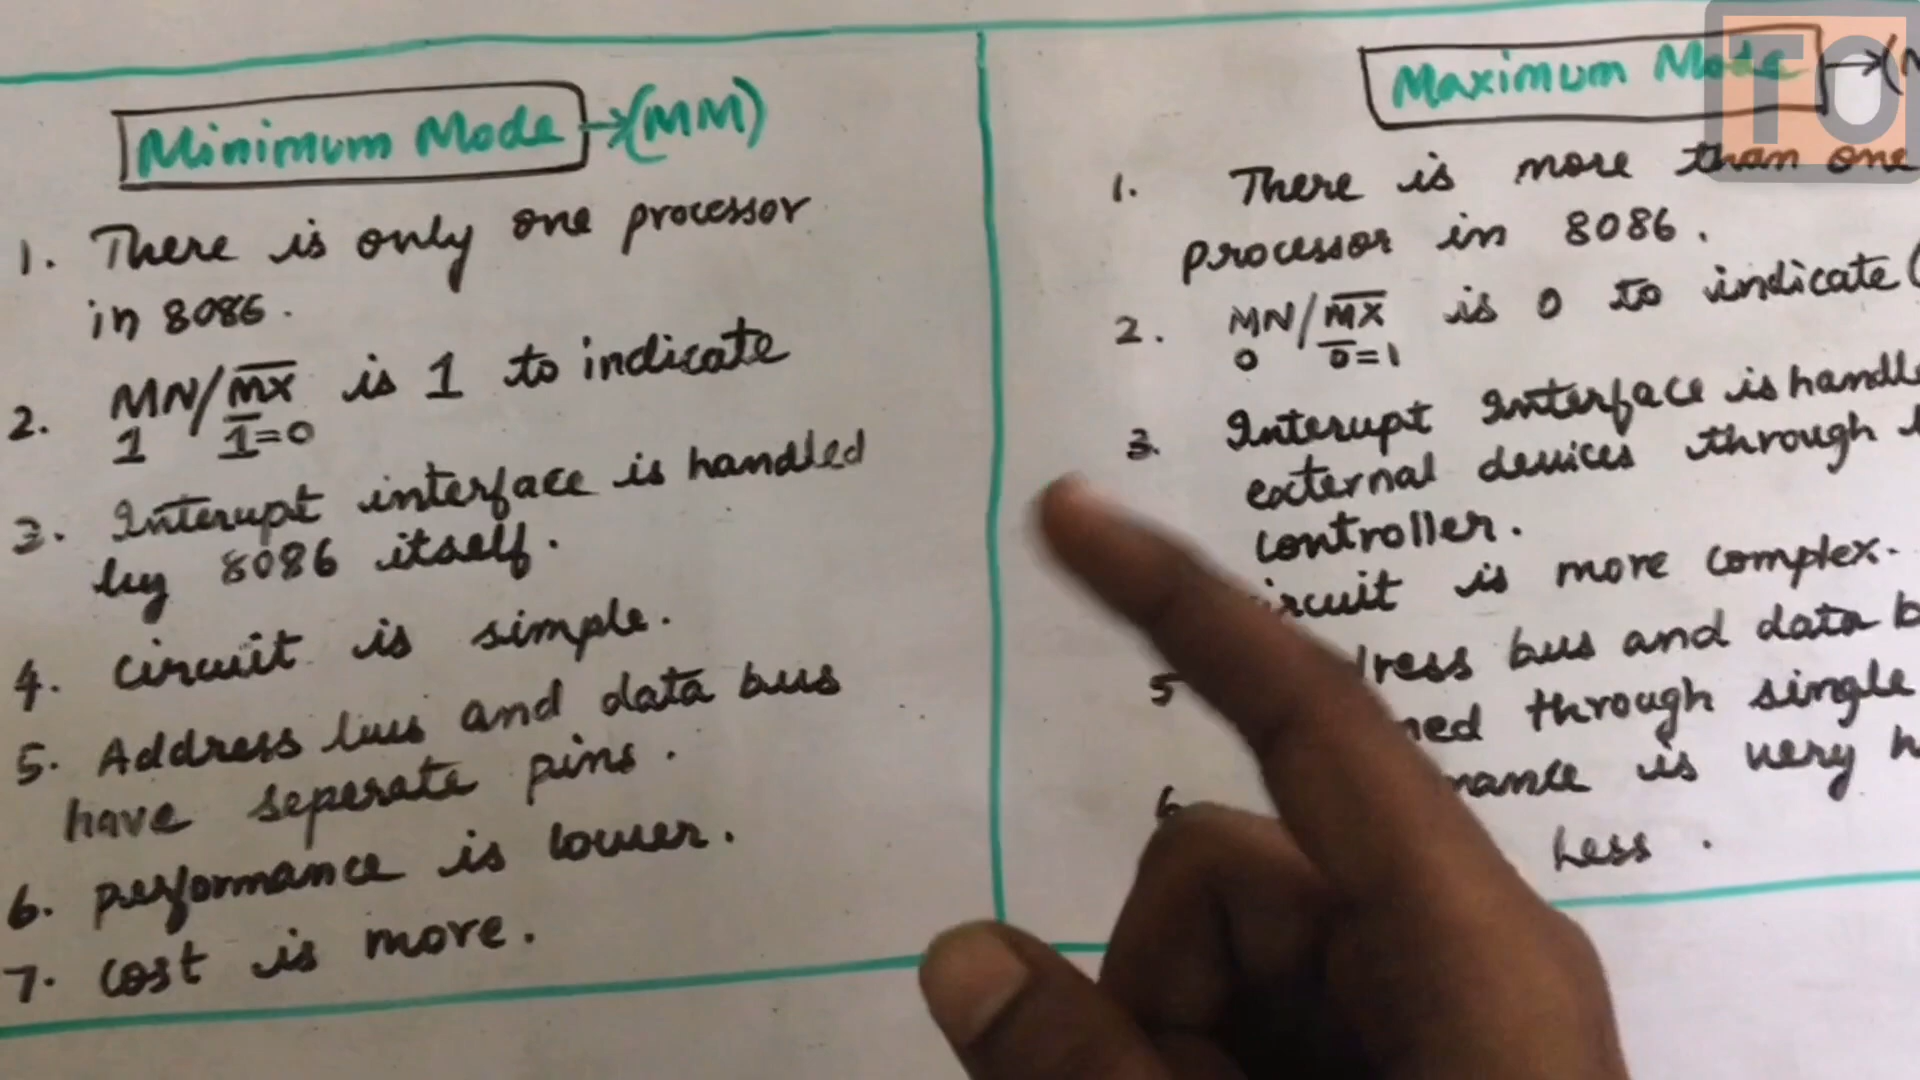 Minimum Mode →(MM)
1. There is only one processor
in 8086.
2. MN/M̅X̅ is 1 to indicate
1 1̅=0
3. Interupt interface is handled
by 8086 itself.
4. circuit is simple.
5. Address bus and data bus
have seperate pins.
6. performance is lower.
7. cost is more.
Maximum Mode →(
TO
1. There is more than one
processor in 8086.
2. MN/M̅X̅ is 0 to indicate (
0 0̅=1
3. Interupt Interface is
external devices through
controller.
is more complex.
5 bus and data
through single
6 is very
Less.